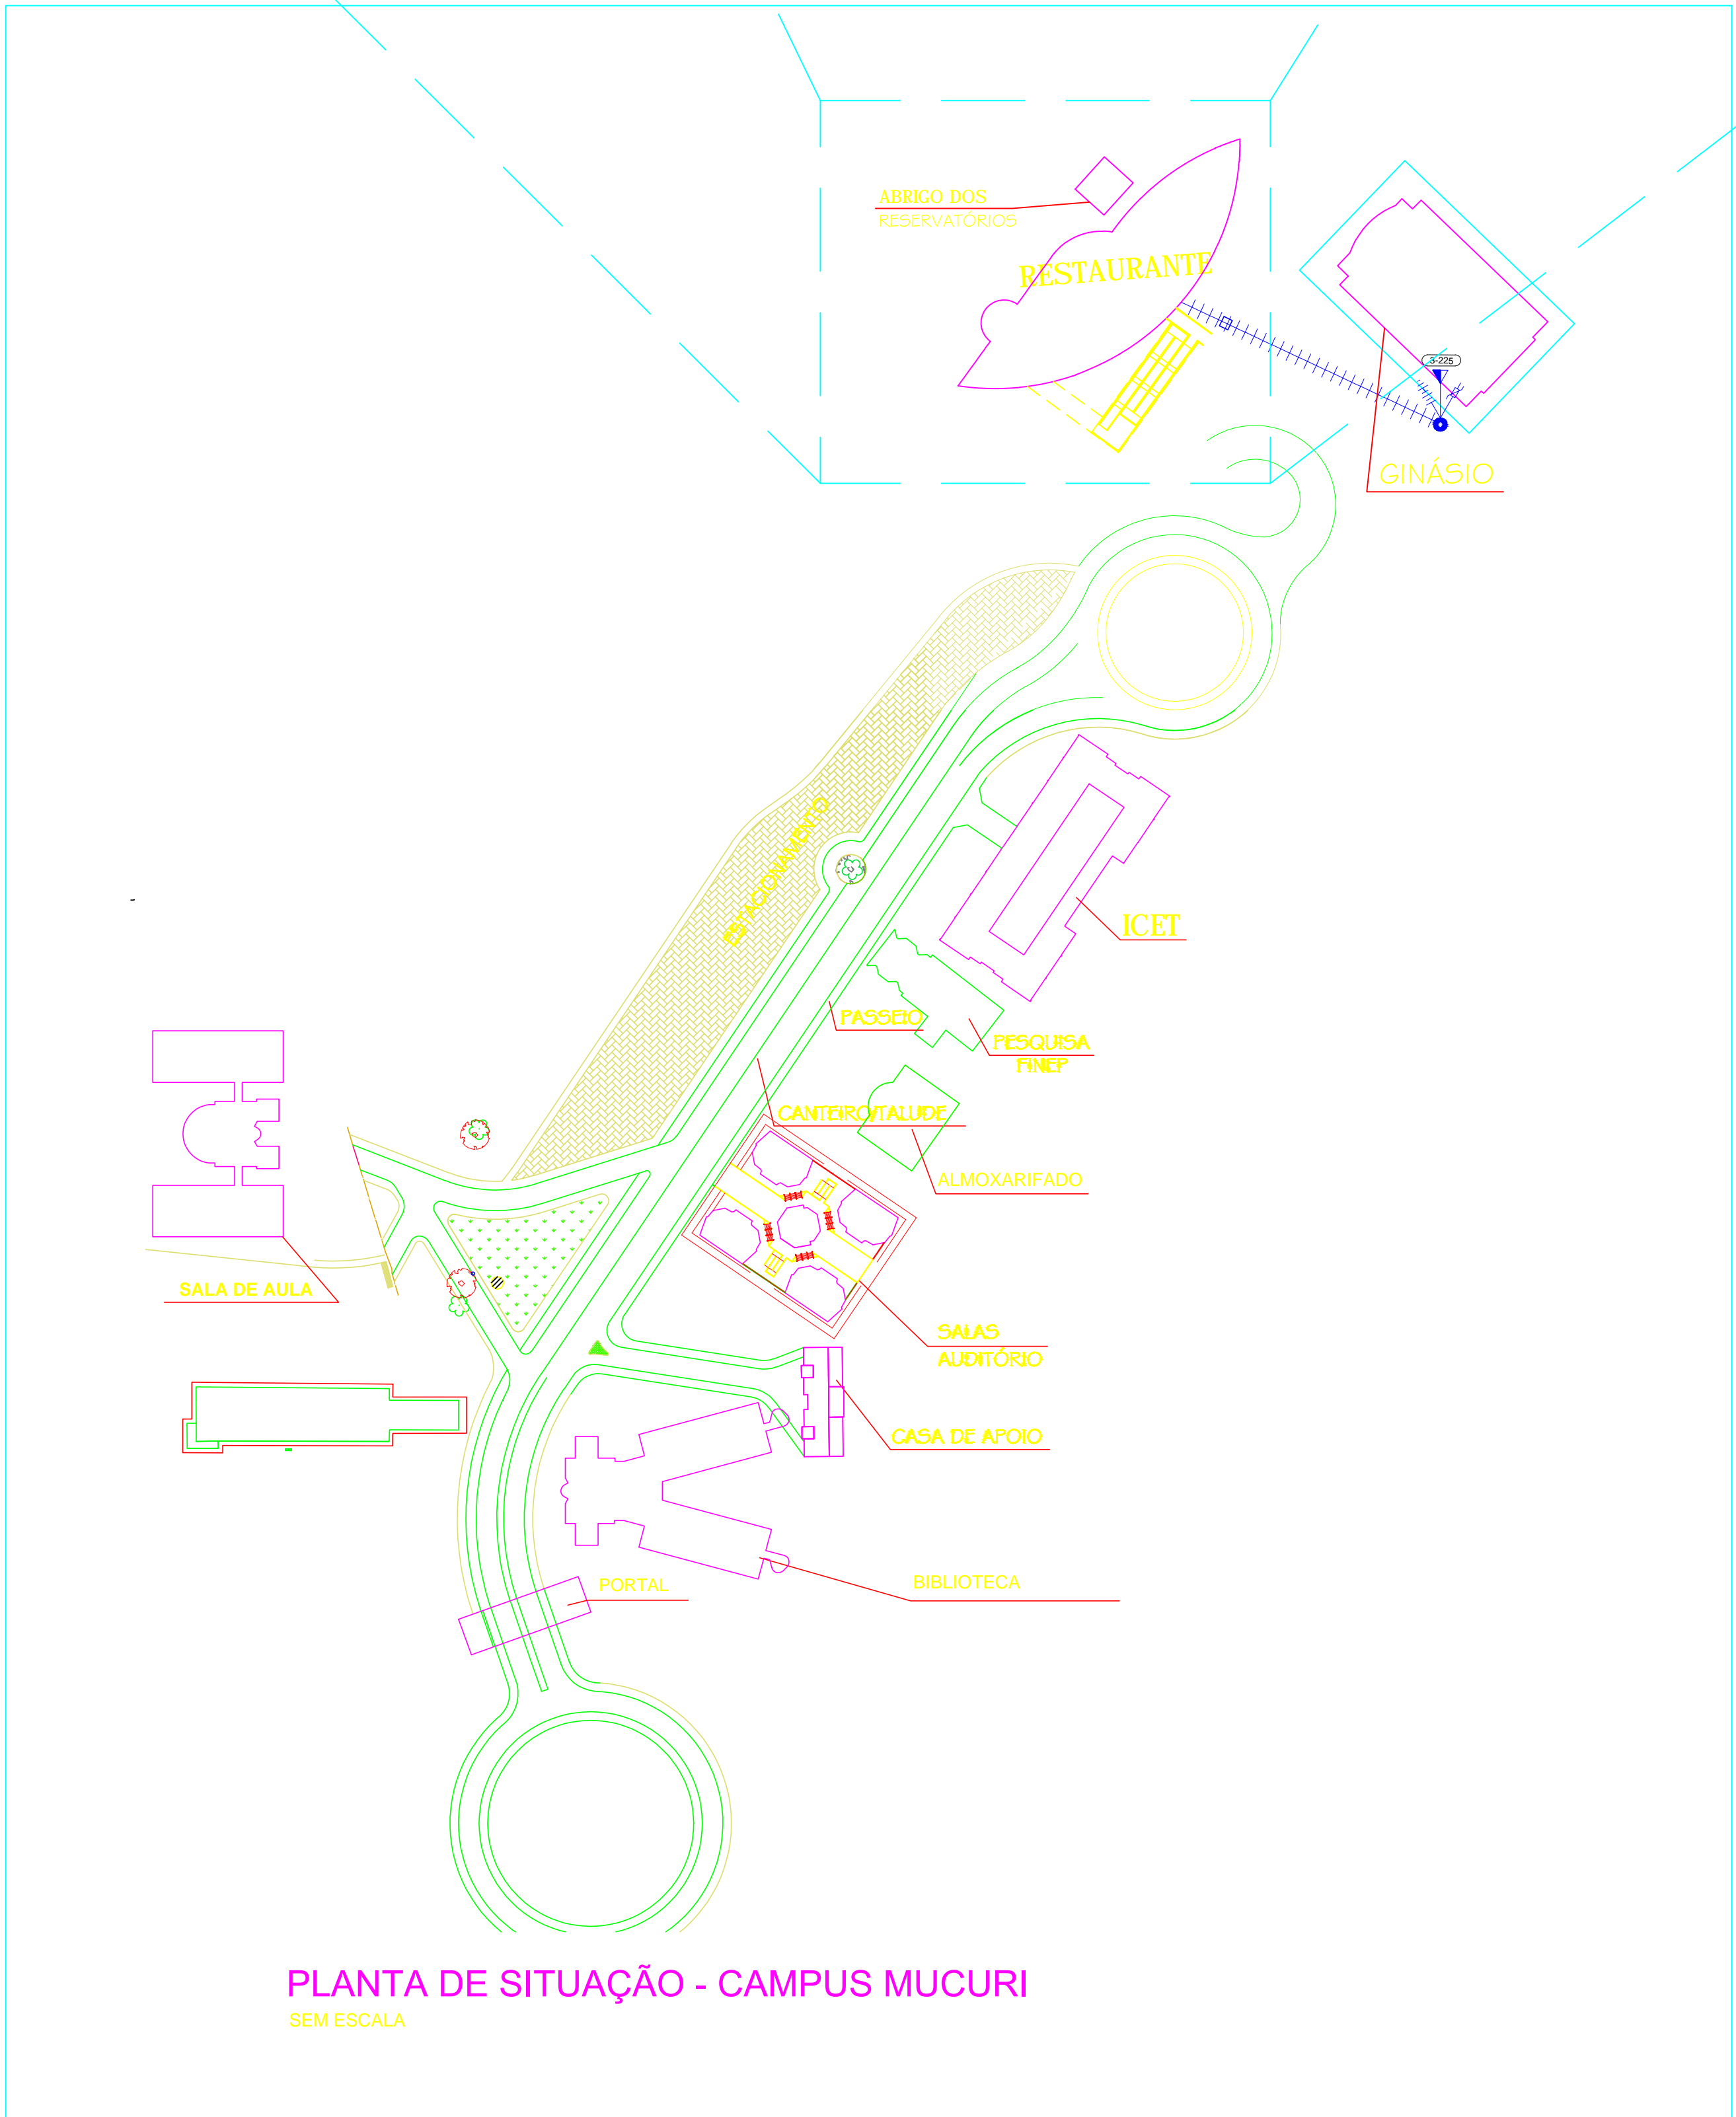 ABRIGO DOS
RESERVATÓRIOS
RESTAURANTE
3-225
GINÁSIO
ESTACIONAMENTO
ICET
PASSEIO
PESQUISA
FINEP
CANTEIRO/TALUDE
ALMOXARIFADO
SALA DE AULA
SALAS
AUDITÓRIO
CASA DE APOIO
PORTAL
BIBLIOTECA
PLANTA DE SITUAÇÃO - CAMPUS MUCURI
SEM ESCALA